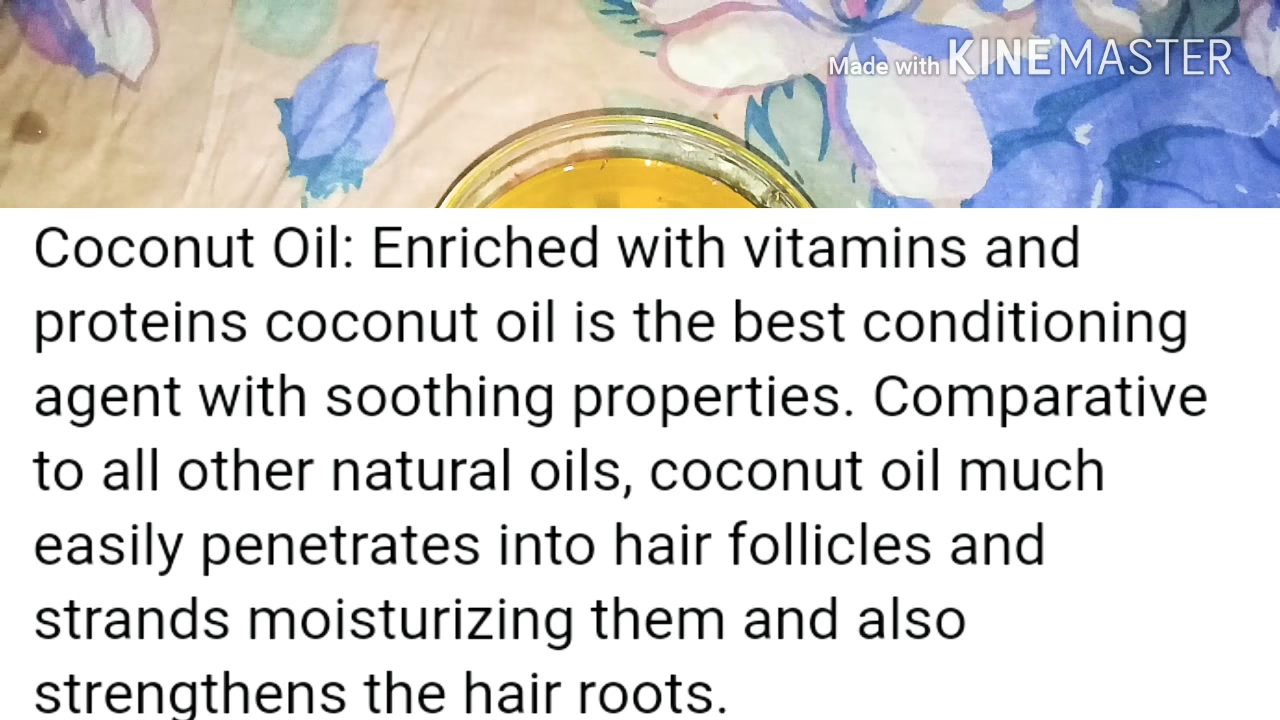 Made with KINEMASTER
Coconut Oil: Enriched with vitamins and
proteins coconut oil is the best conditioning
agent with soothing properties. Comparative
to all other natural oils, coconut oil much
easily penetrates into hair follicles and
strands moisturizing them and also
strengthens the hair roots.